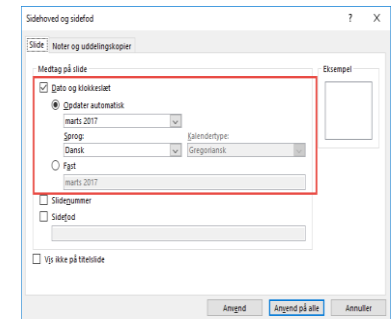 Sidehoved og sidefod ? X
Slide Noter og uddelingskopier
Medtag på slide Eksempel
Dato og klokkeslæt
Opdater automatisk
marts 2017
Sprog: Kalendertype:
Dansk Gregoriansk
Fast
marts 2017
Slidenummer
Sidefod
Vis ikke på titelslide
Anvend Anvend på alle Annuller